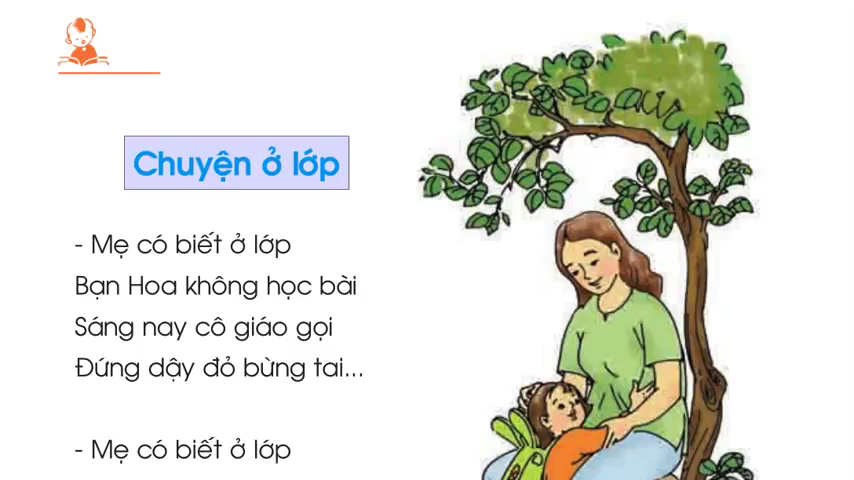 Chuyện ở lớp
- Mẹ có biết ở lớp
Bạn Hoa không học bài
Sáng nay cô giáo gọi
Đứng dậy đỏ bừng tai...
- Mẹ có biết ở lớp